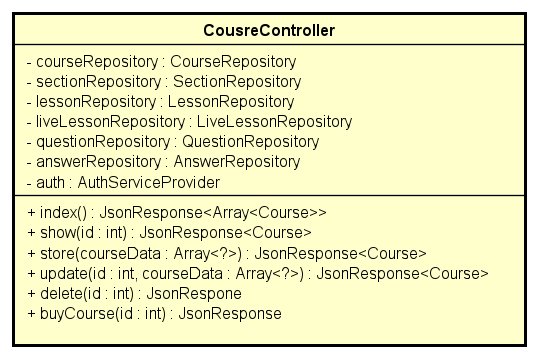 CousreController
- courseRepository : CourseRepository
- sectionRepository : SectionRepository
- lessonRepository : LessonRepository
- liveLessonRepository : LiveLessonRepository
- questionRepository : QuestionRepository
- answerRepository : AnswerRepository
- auth : AuthServiceProvider
+ index() : JsonResponse<Array<Course>>
+ show(id : int) : JsonResponse<Course>
+ store(courseData : Array<?>) : JsonResponse<Course>
+ update(id : int, courseData : Array<?>) : JsonResponse<Course>
+ delete(id : int) : JsonRespone
+ buyCourse(id : int) : JsonResponse